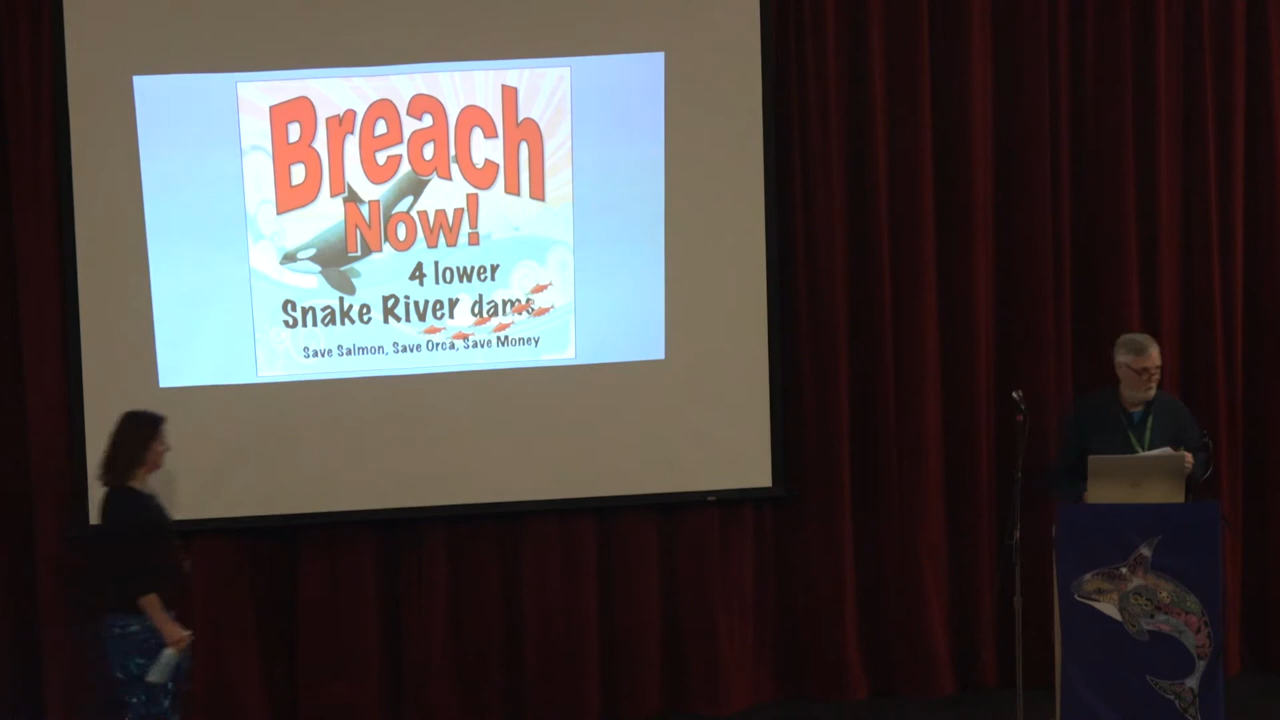 Breach
Now!
4 lower
Snake River dams
Save Salmon, Save Orca, Save Money